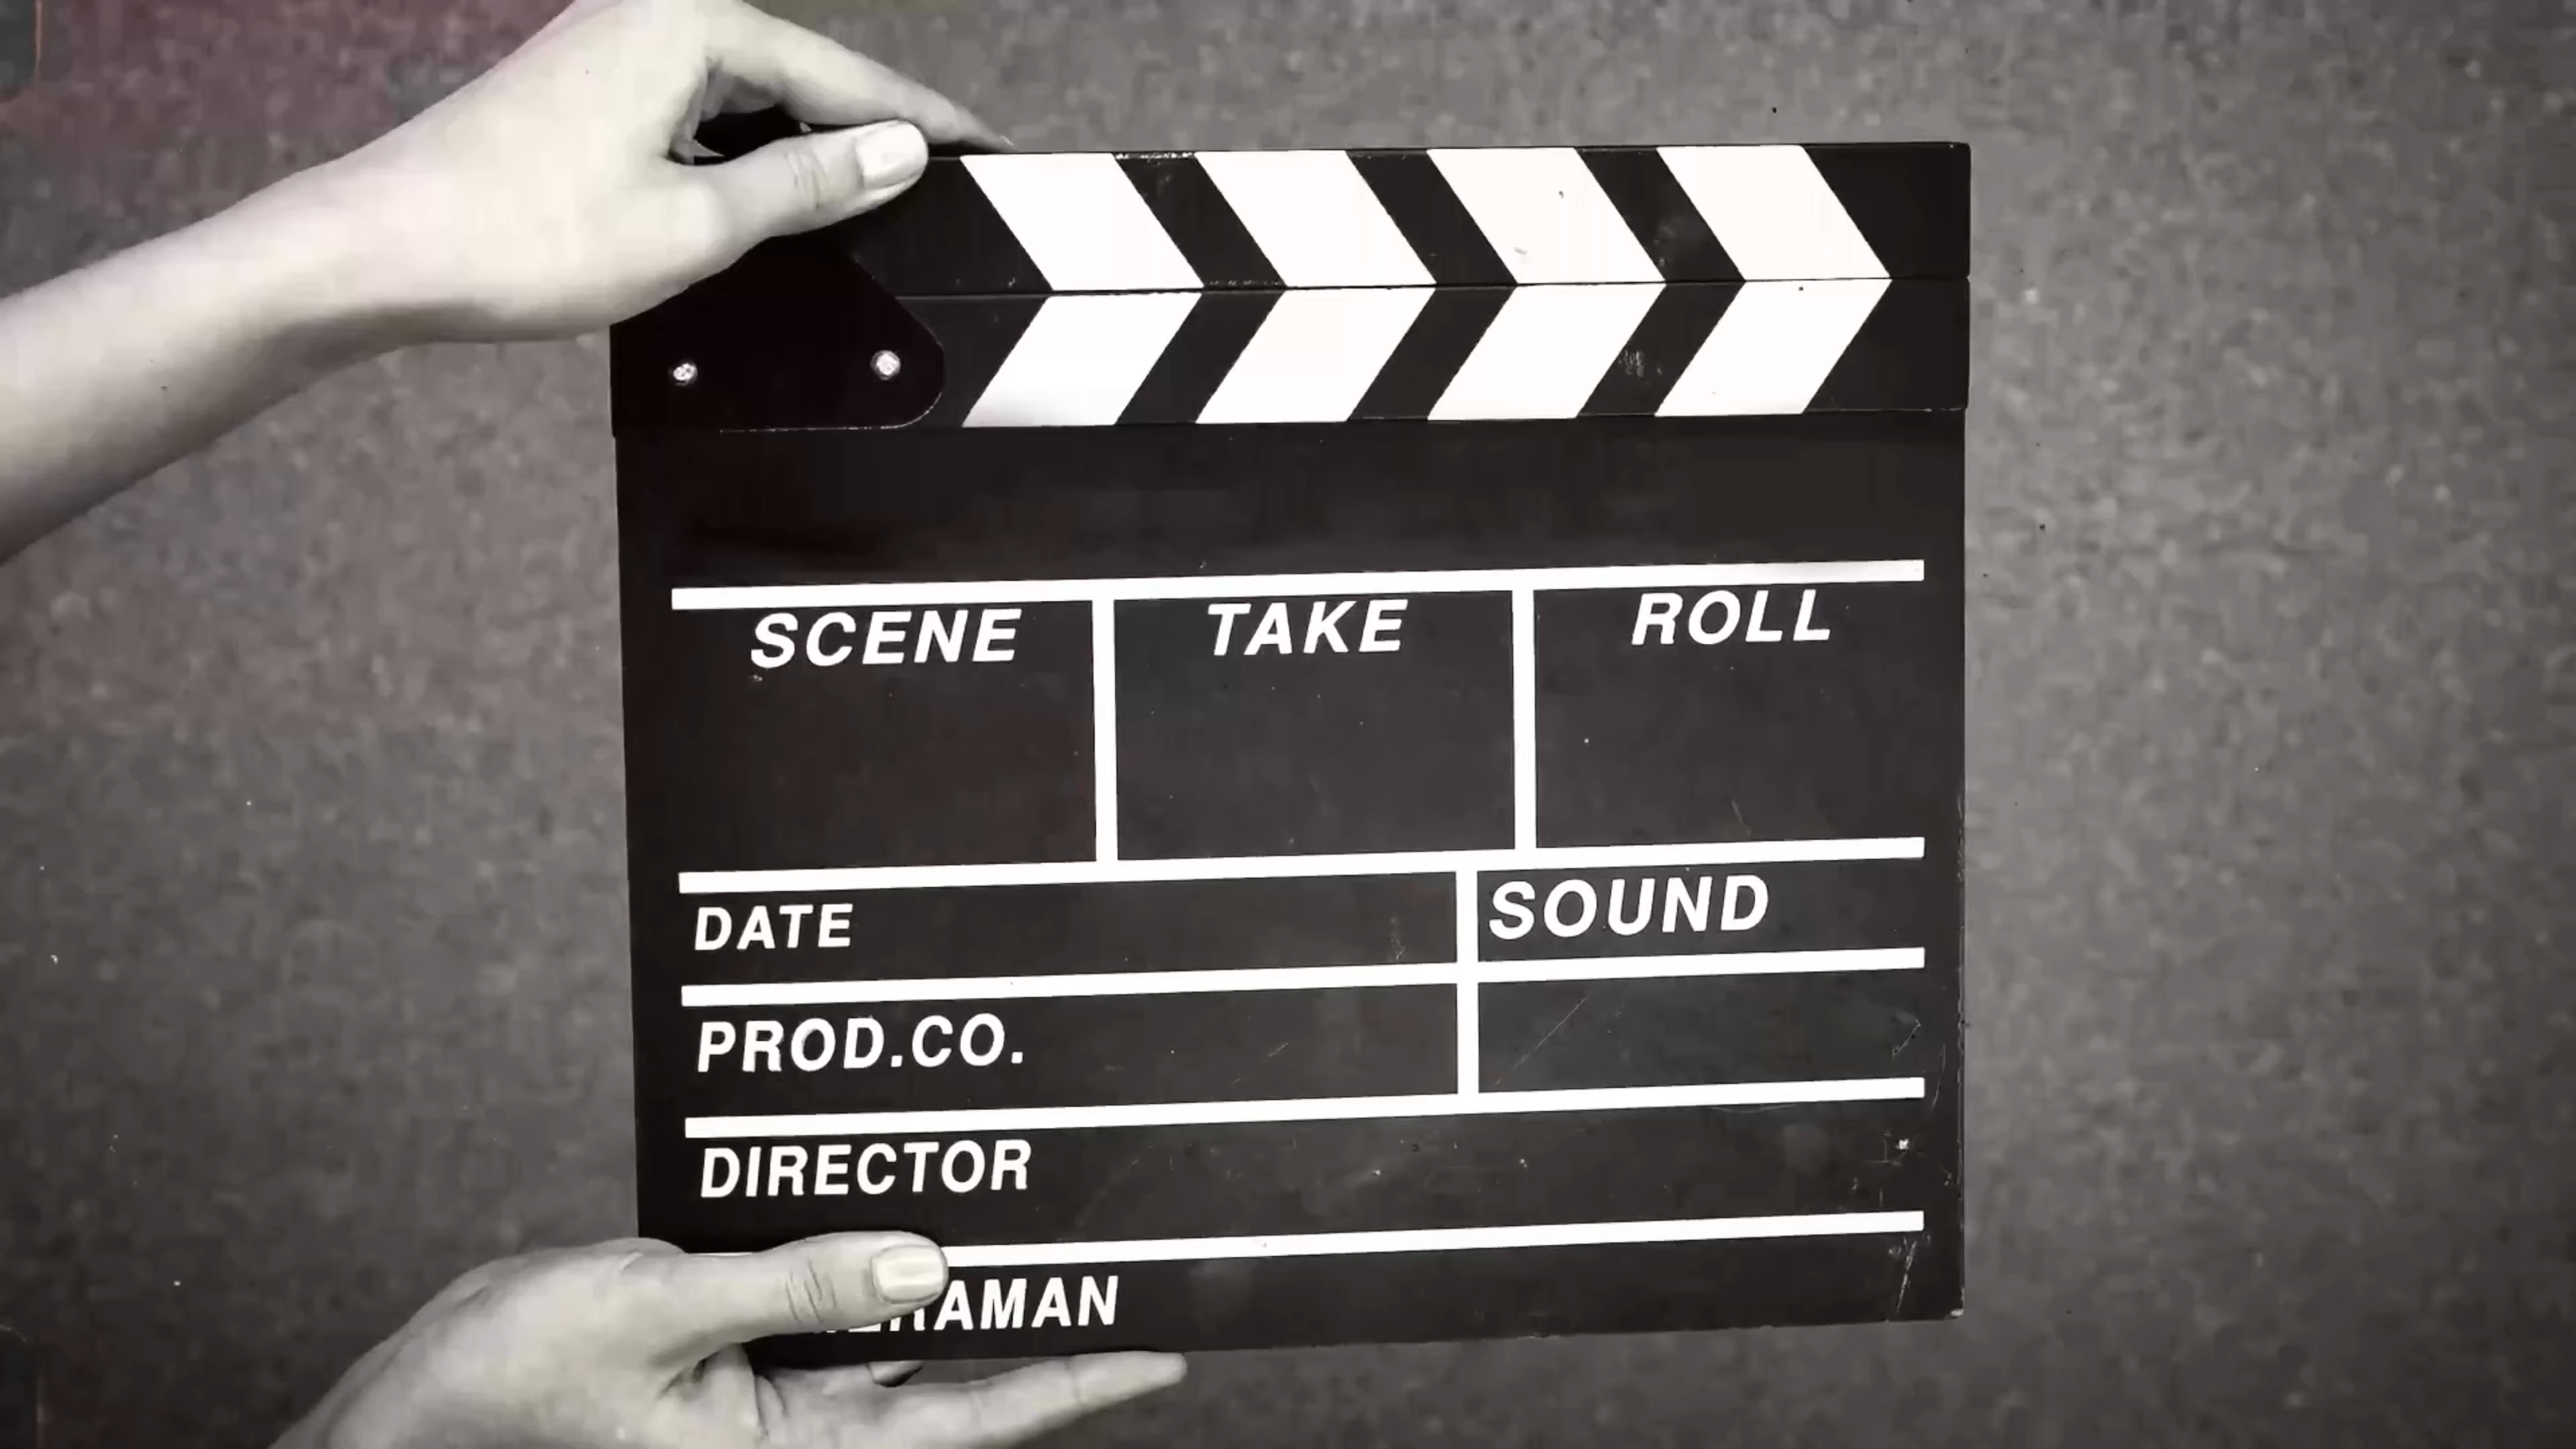 SCENE TAKE ROLL
DATE SOUND
PROD.CO.
DIRECTOR